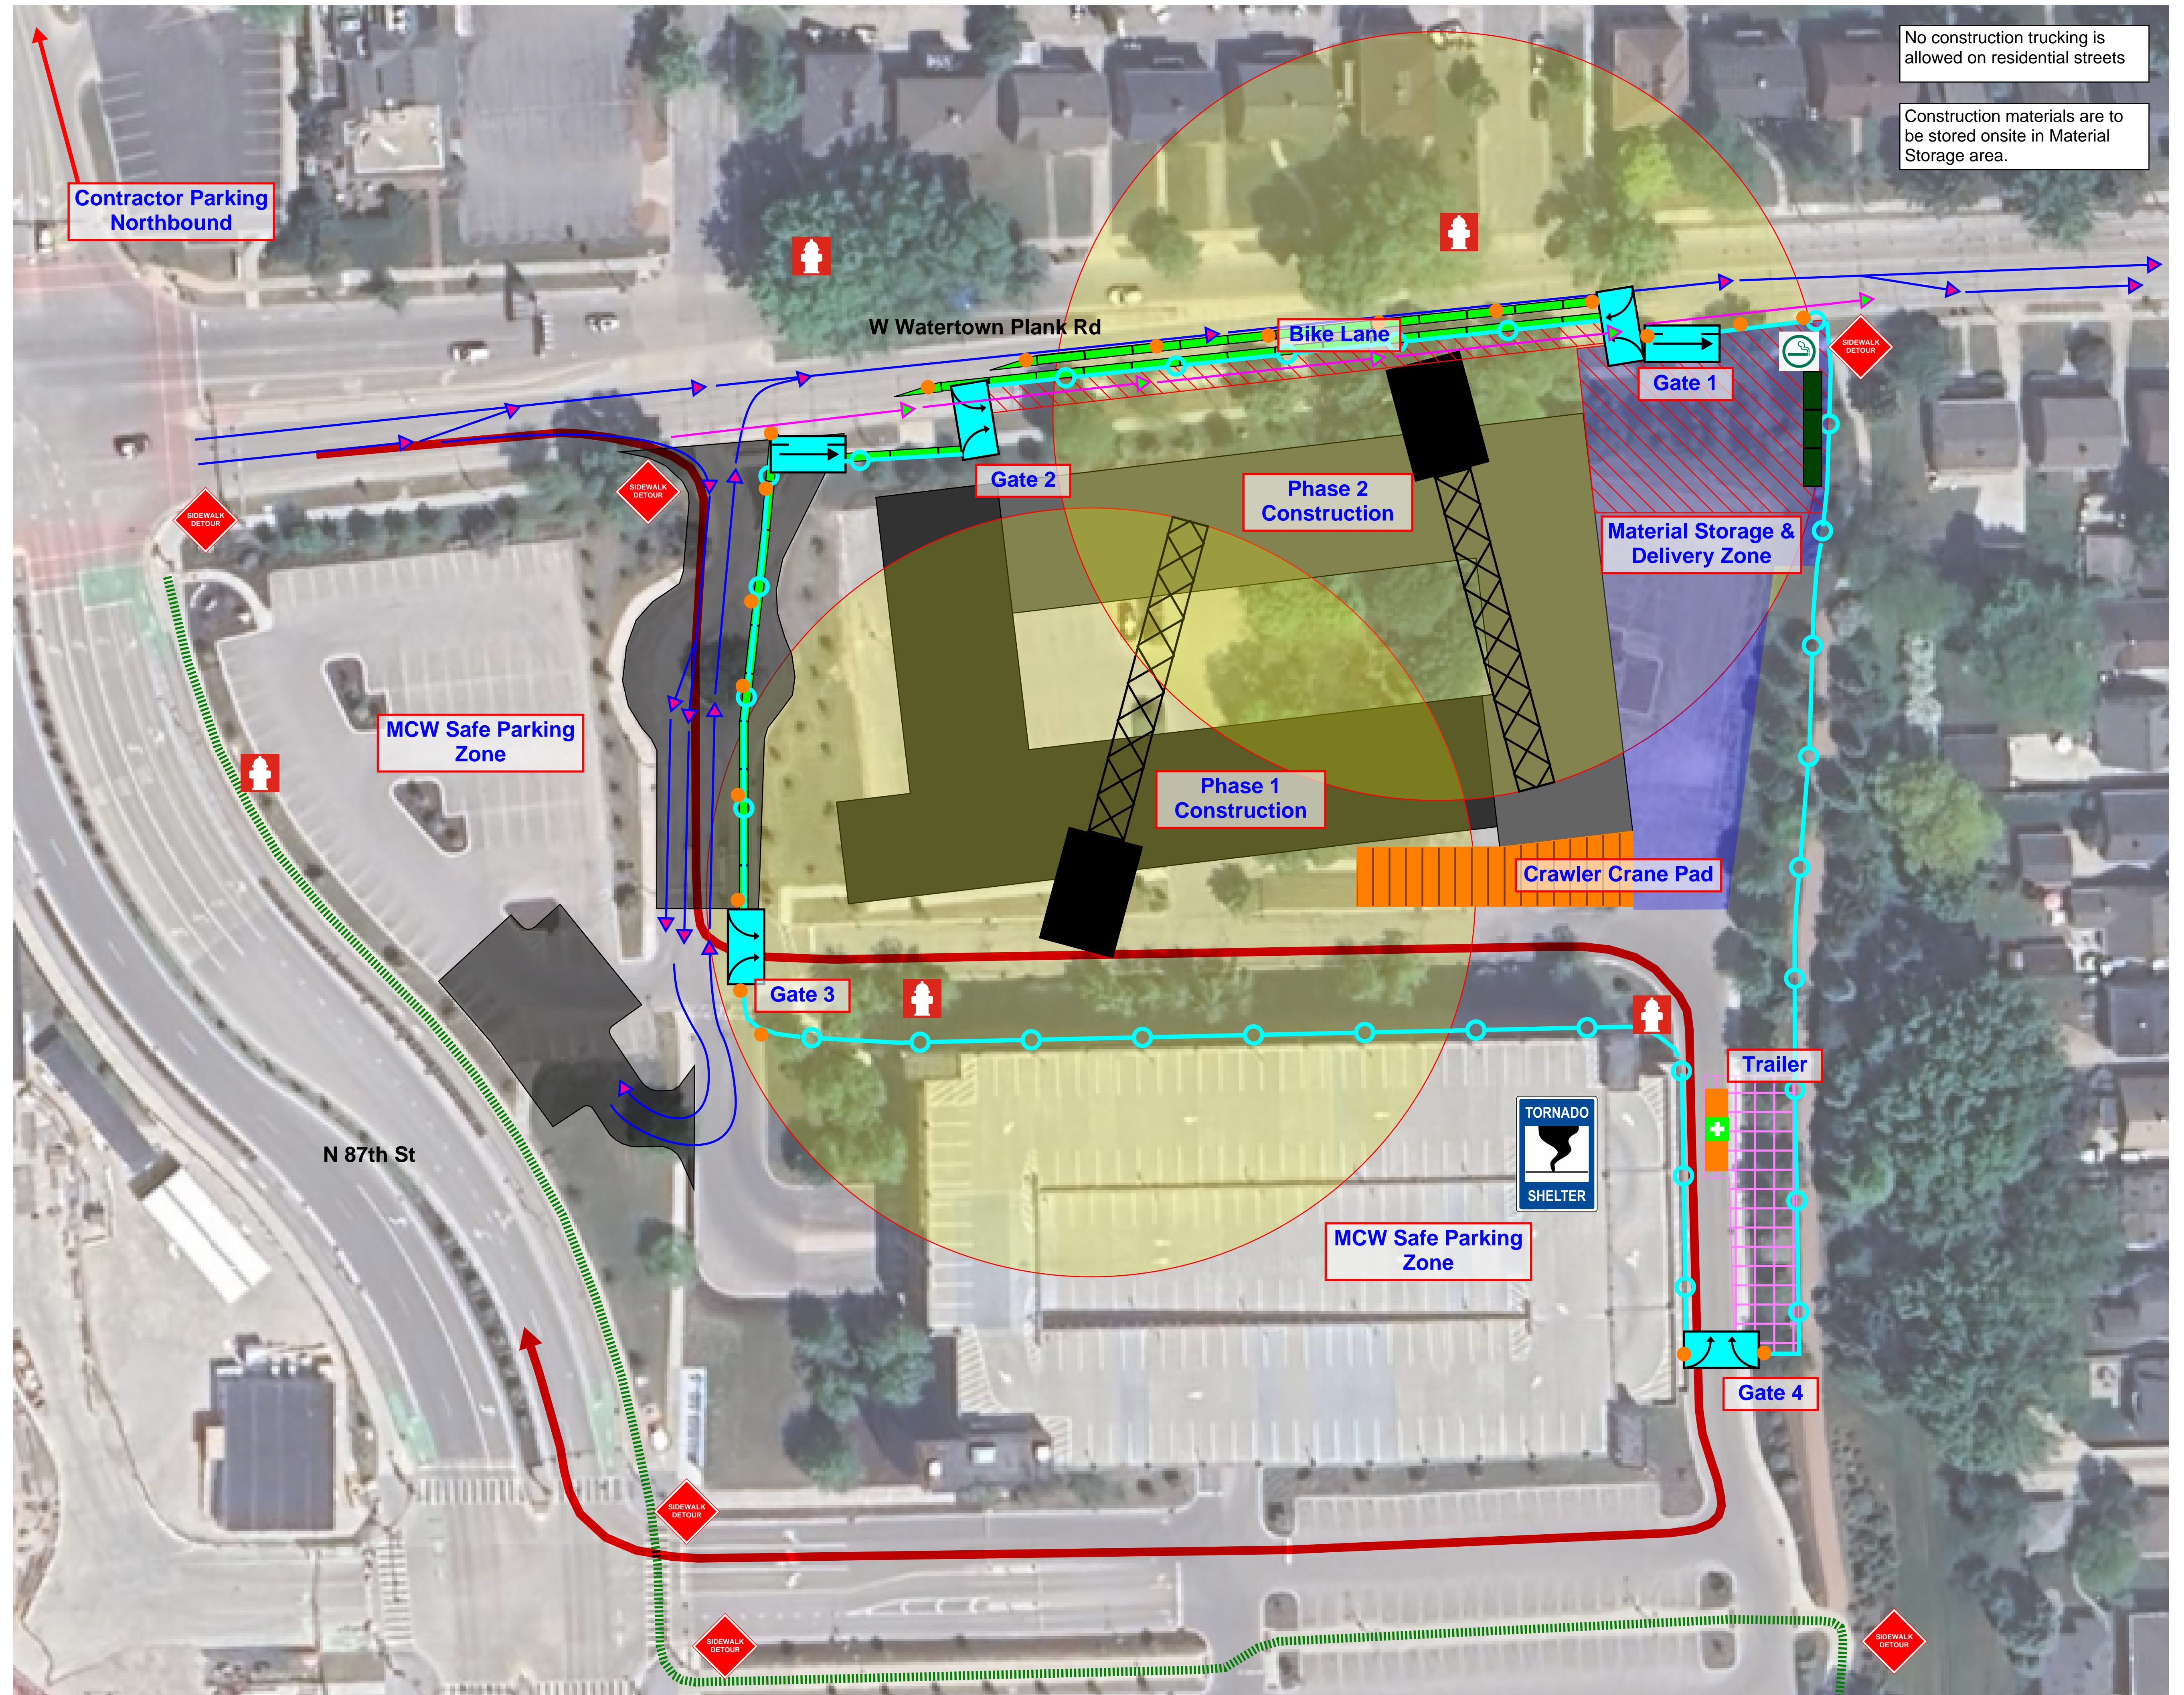 No construction trucking is
allowed on residential streets
Construction materials are to
be stored onsite in Material
Storage area.
Contractor Parking
Northbound
W Watertown Plank Rd
Bike Lane
SIDEWALK
DETOUR
Gate 1
SIDEWALK
DETOUR
SIDEWALK
DETOUR
Gate 2
Phase 2
Construction
Material Storage &
Delivery Zone
MCW Safe Parking
Zone
Phase 1
Construction
Crawler Crane Pad
Gate 3
Trailer
TORNADO
SHELTER
N 87th St
MCW Safe Parking
Zone
Gate 4
SIDEWALK
DETOUR
SIDEWALK
DETOUR
SIDEWALK
DETOUR